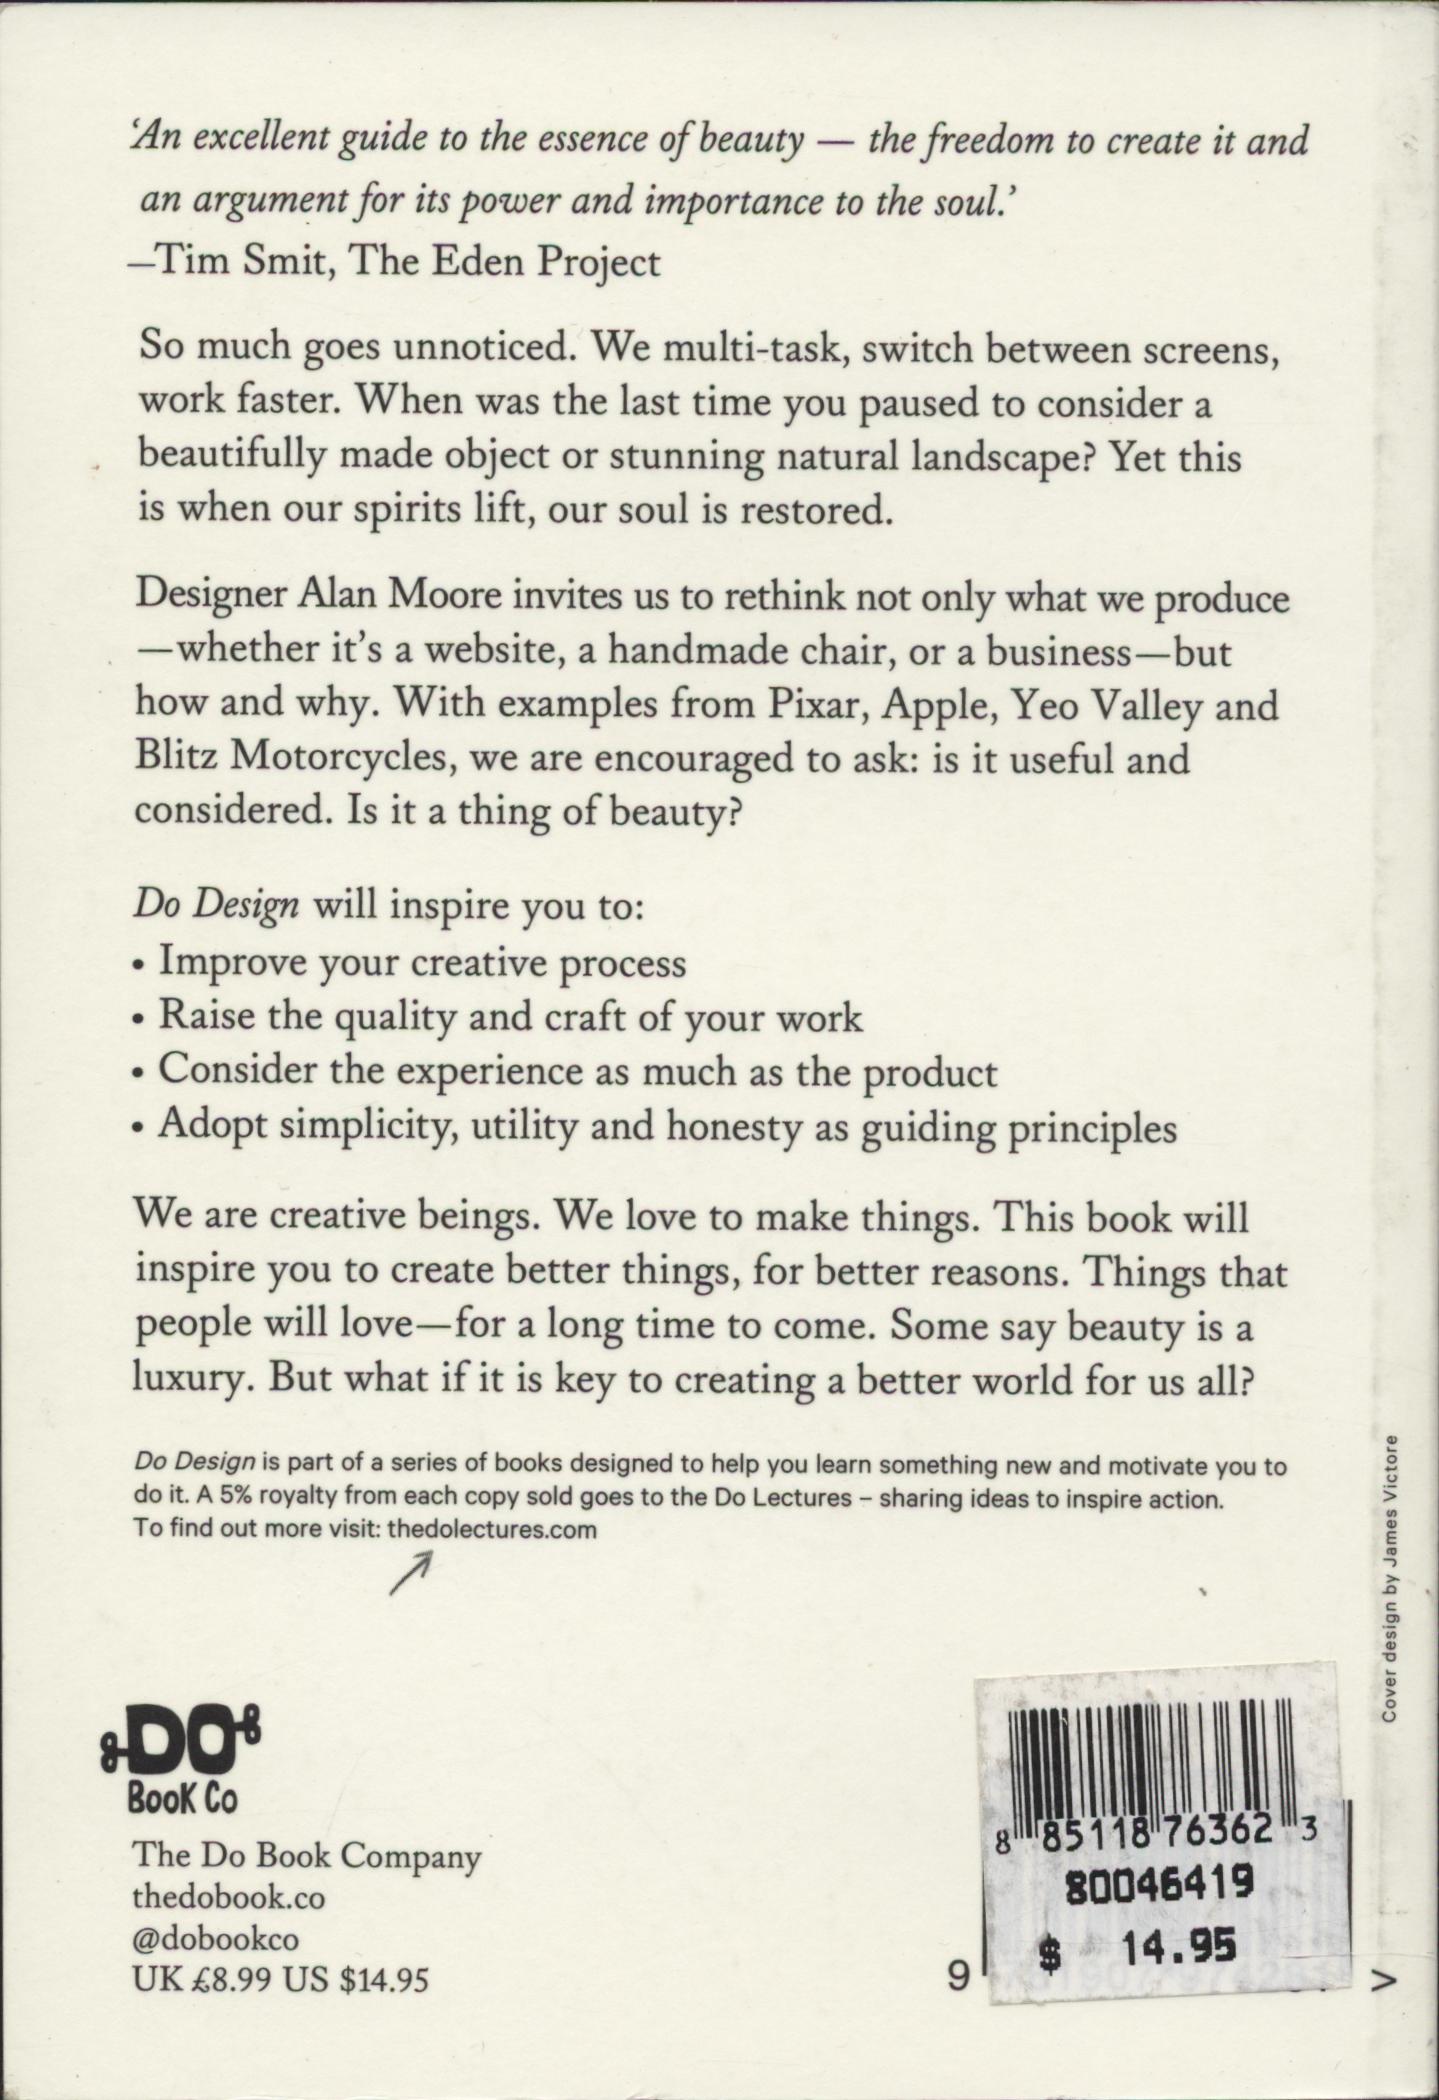 ‘An excellent guide to the essence of beauty — the freedom to create it and
an argument for its power and importance to the soul.’
—Tim Smit, The Eden Project
So much goes unnoticed. We multi-task, switch between screens,
work faster. When was the last time you paused to consider a
beautifully made object or stunning natural landscape? Yet this
is when our spirits lift, our soul is restored.
Designer Alan Moore invites us to rethink not only what we produce
—whether it’s a website, a handmade chair, or a business—but
how and why. With examples from Pixar, Apple, Yeo Valley and
Blitz Motorcycles, we are encouraged to ask: is it useful and
considered. Is it a thing of beauty?
Do Design will inspire you to:
• Improve your creative process
• Raise the quality and craft of your work
• Consider the experience as much as the product
• Adopt simplicity, utility and honesty as guiding principles
We are creative beings. We love to make things. This book will
inspire you to create better things, for better reasons. Things that
people will love—for a long time to come. Some say beauty is a
luxury. But what if it is key to creating a better world for us all?
Do Design is part of a series of books designed to help you learn something new and motivate you to
do it. A 5% royalty from each copy sold goes to the Do Lectures – sharing ideas to inspire action.
To find out more visit: thedolectures.com
Cover design by James Victore
DO
BooK Co
The Do Book Company
thedobook.co
@dobookco
UK £8.99 US $14.95
8 85118 76362 3
80046419
$ 14.95
9 >